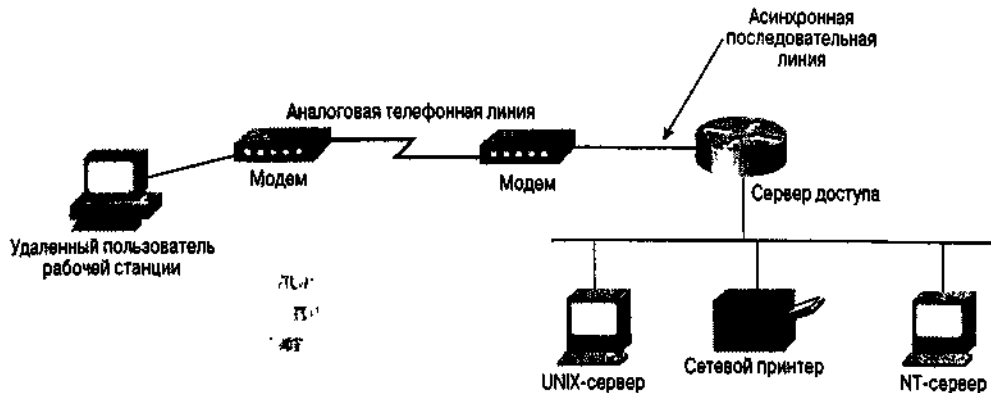 Асинхронная
последовательная
линия
Аналоговая телефонная линия
Модем
Модем
Сервер доступа
Удаленный пользователь
рабочей станции
UNIX-сервер
Сетевой принтер
NT-сервер